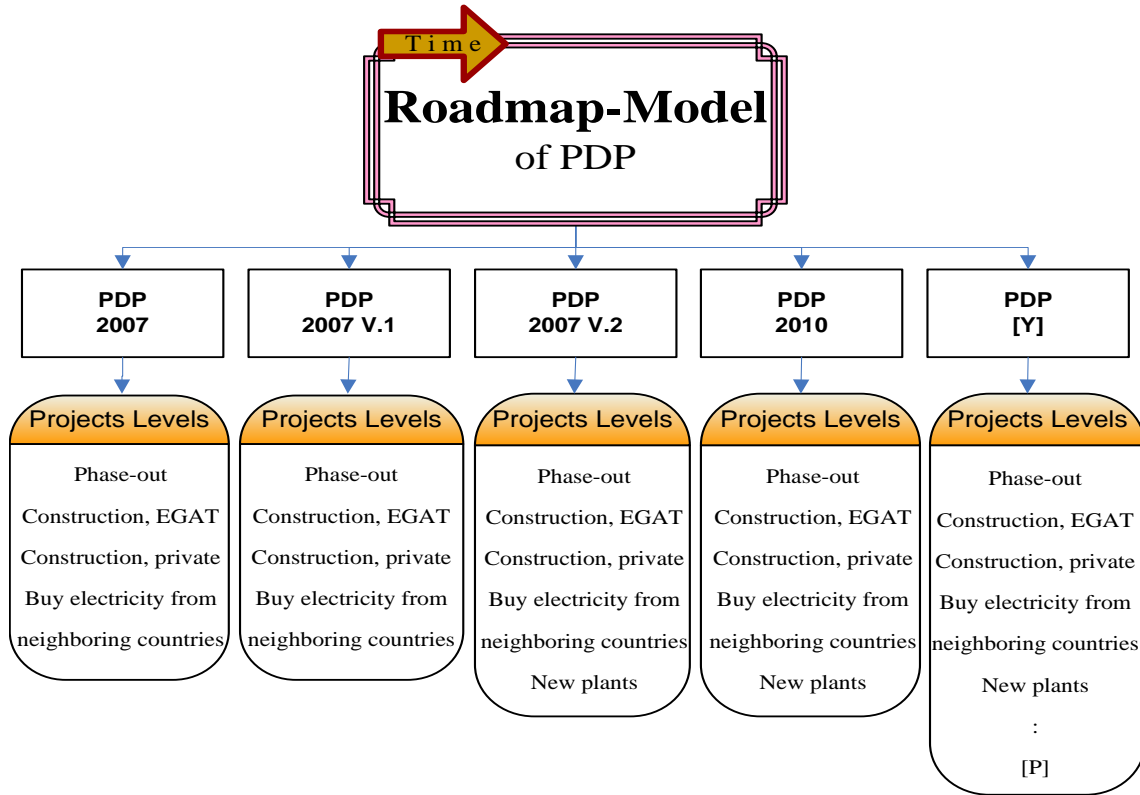 Time
Roadmap-Model
of PDP
PDP
2007
PDP
2007 V.1
PDP
2007 V.2
PDP
2010
PDP
[Y]
Projects Levels
Phase-out
Construction, EGAT
Construction, private
Buy electricity from
neighboring countries
Projects Levels
Phase-out
Construction, EGAT
Construction, private
Buy electricity from
neighboring countries
Projects Levels
Phase-out
Construction, EGAT
Construction, private
Buy electricity from
neighboring countries
New plants
Projects Levels
Phase-out
Construction, EGAT
Construction, private
Buy electricity from
neighboring countries
New plants
Projects Levels
Phase-out
Construction, EGAT
Construction, private
Buy electricity from
neighboring countries
New plants
:
[P]